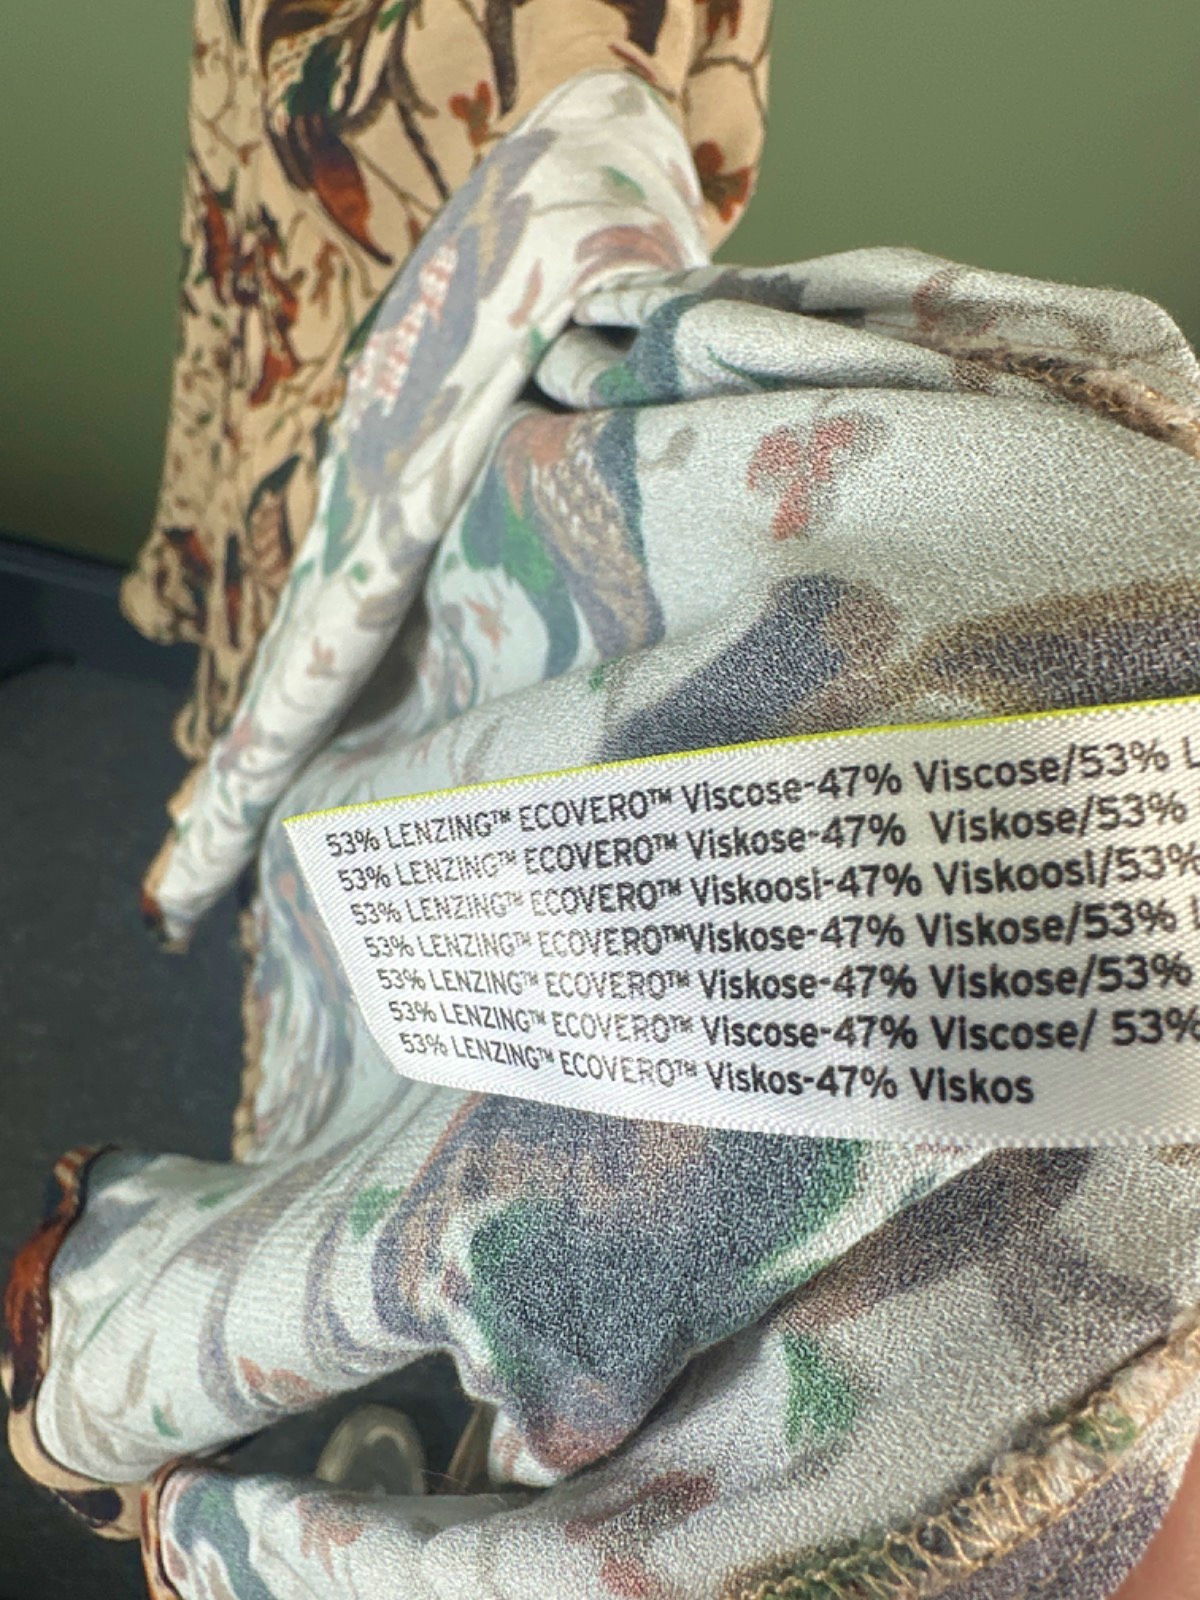 53% LENZING™ ECOVERO™ Viscose-47% Viscose/53% L
53% LENZING™ ECOVERO™ Viskose-47% Viskose/53%
53% LENZING™ ECOVERO™ Viskoosi-47% Viskoosi/53%
53% LENZING™ ECOVERO™Viskose-47% Viskose/53%
53% LENZING™ ECOVERO™ Viskose-47% Viskose/53%
53% LENZING™ ECOVERO™ Viscose-47% Viscose/ 53%
53% LENZING™ ECOVERO™ Viskos-47% Viskos